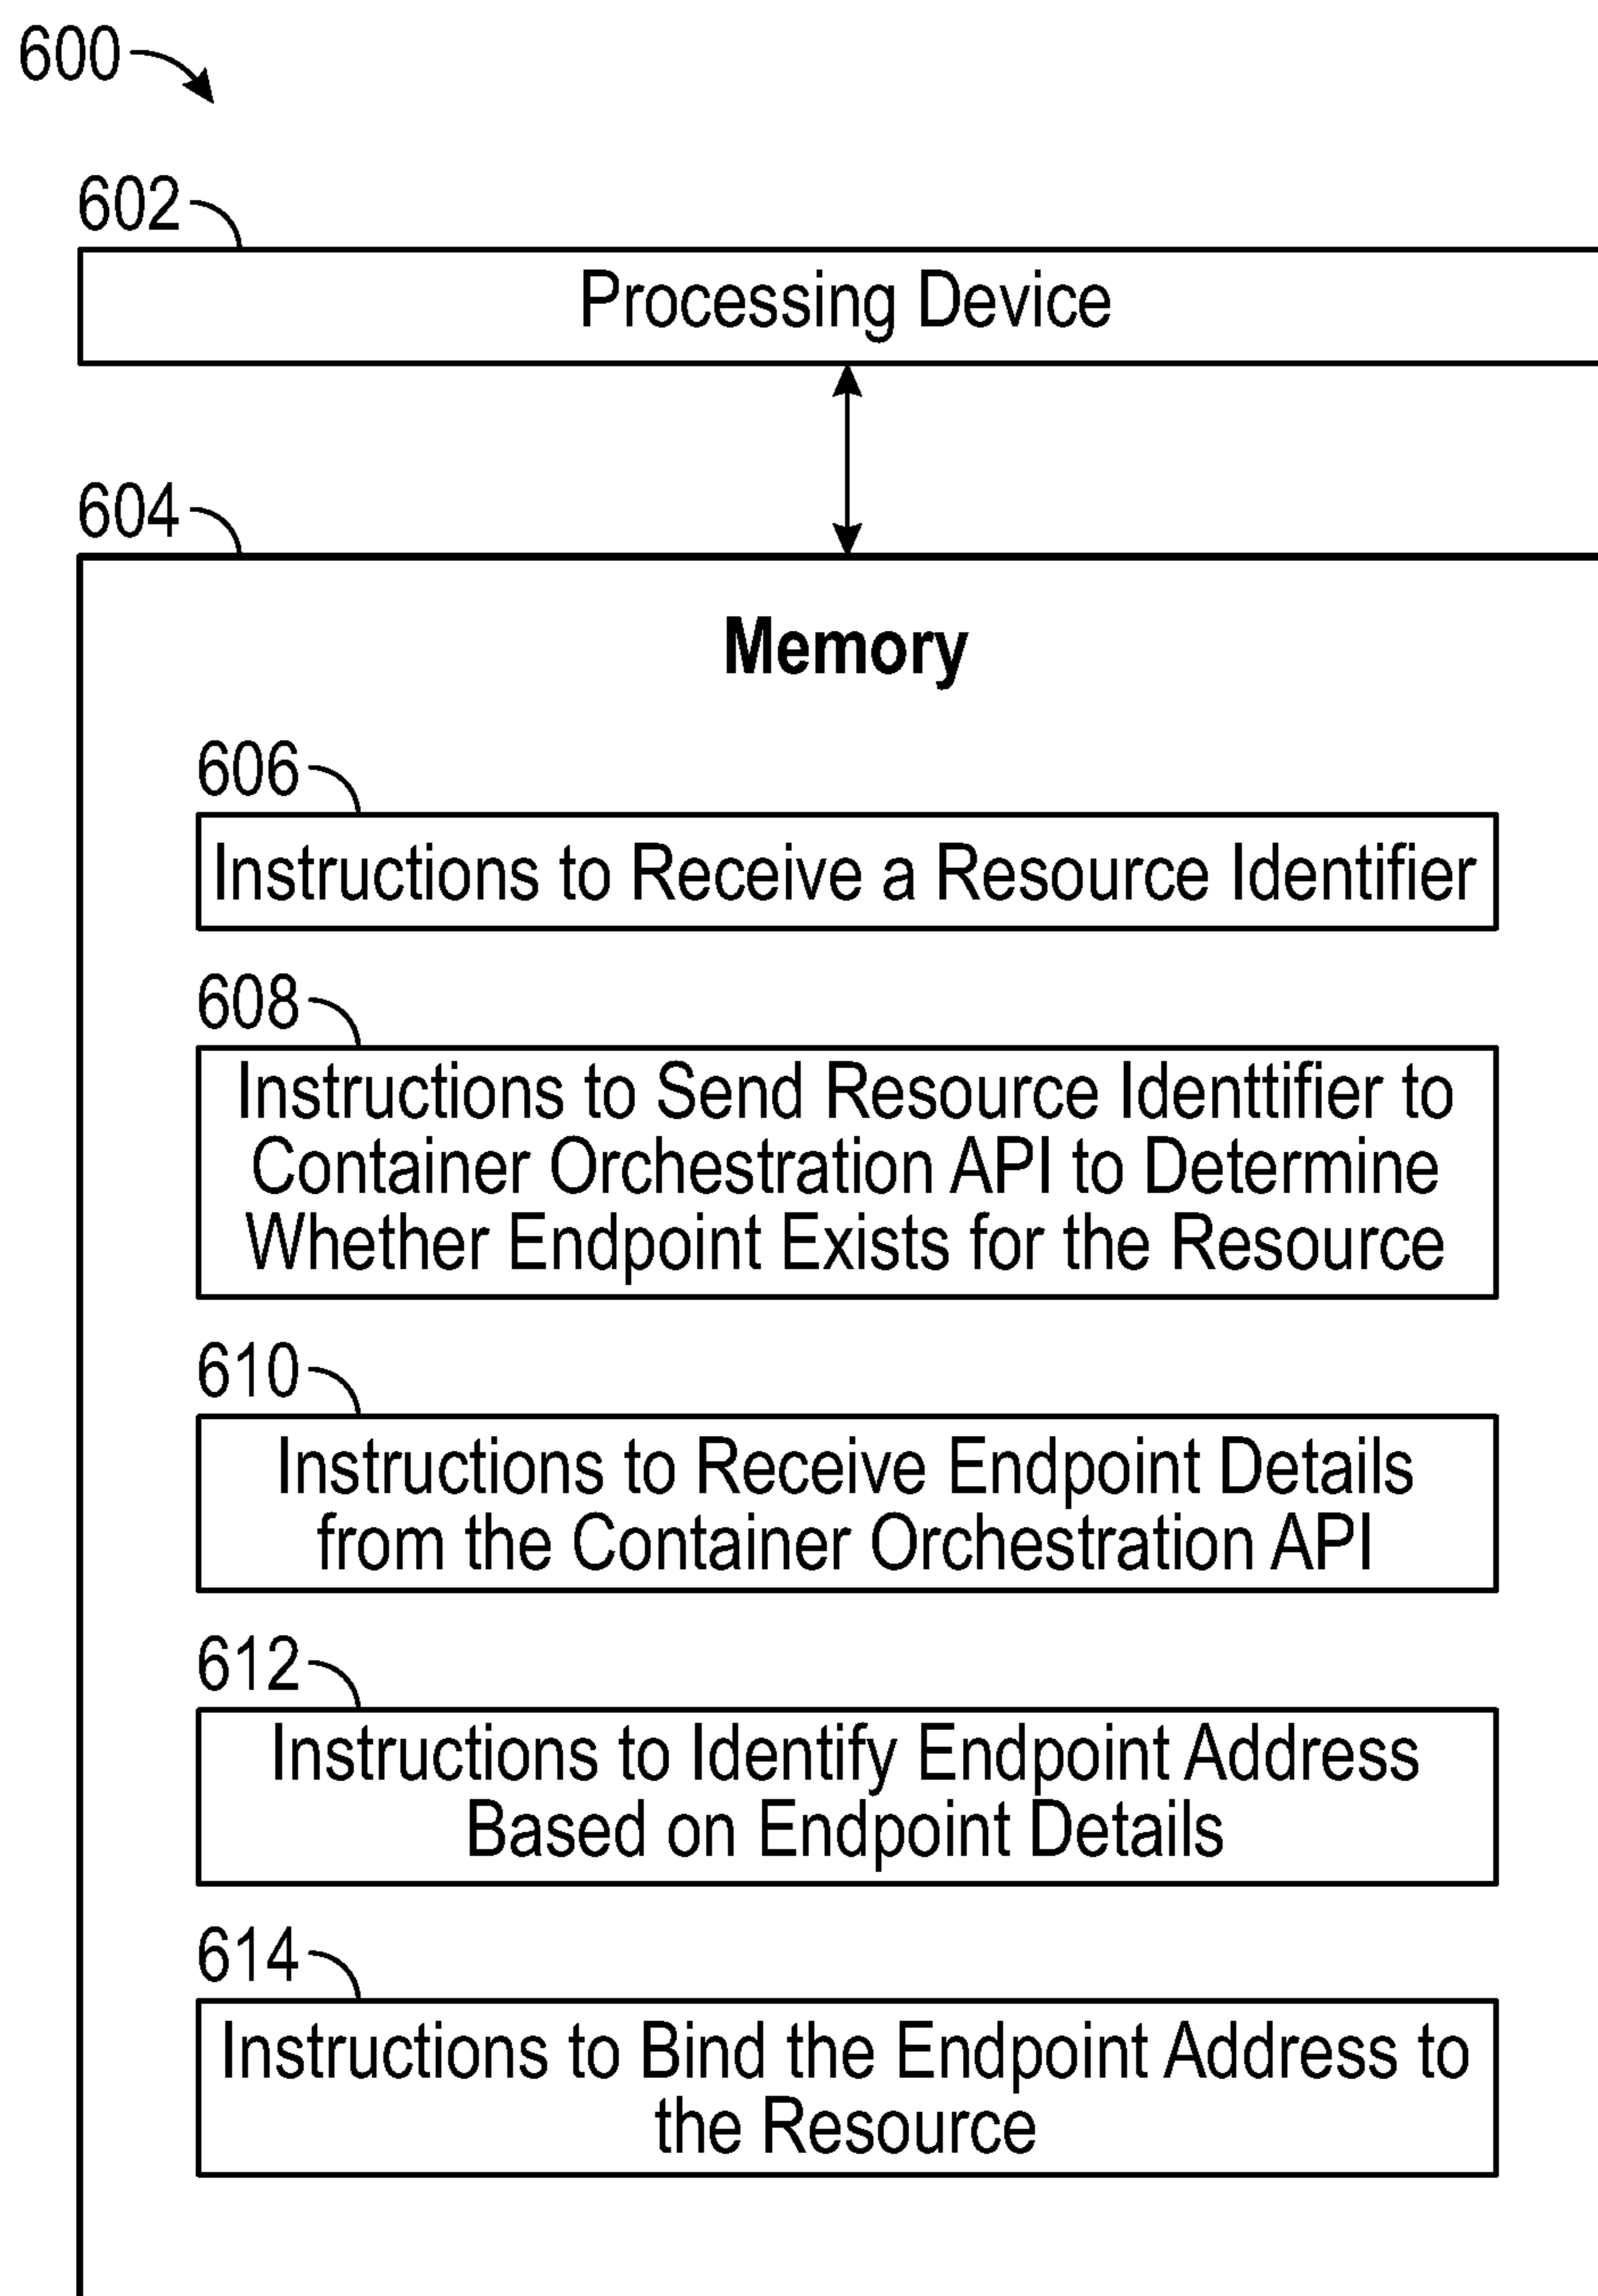 600
602
Processing Device
604
Memory
606
Instructions to Receive a Resource Identifier
608
Instructions to Send Resource Identtifier to
Container Orchestration API to Determine
Whether Endpoint Exists for the Resource
610
Instructions to Receive Endpoint Details
from the Container Orchestration API
612
Instructions to Identify Endpoint Address
Based on Endpoint Details
614
Instructions to Bind the Endpoint Address to
the Resource